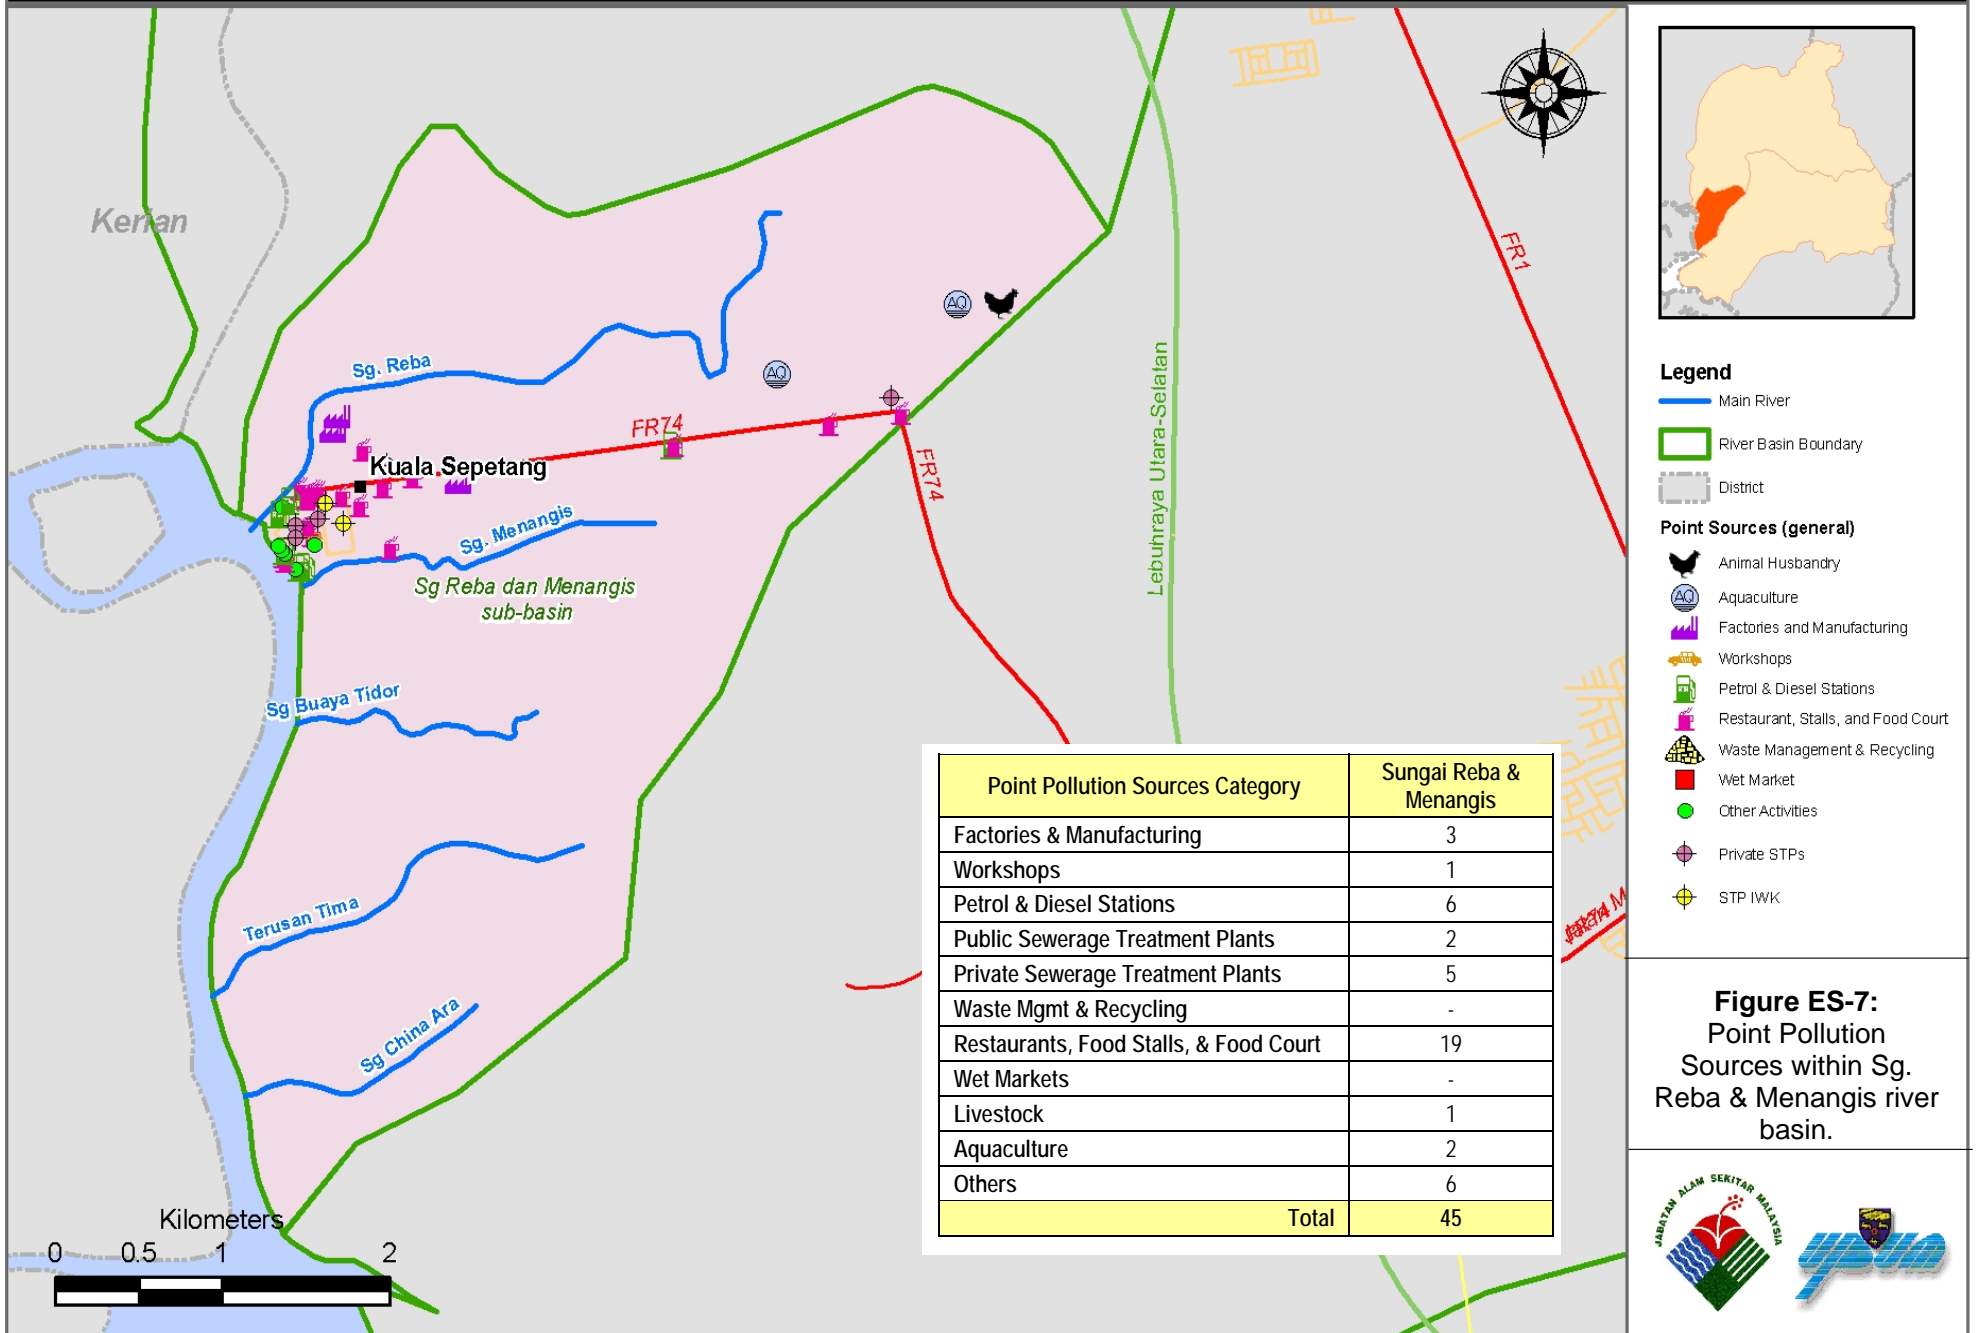 Kerian
Sg. Reba
AQ
AQ
FR74
Kuala Sepetang
FR74
Sg. Menangis
Sg Reba dan Menangis
sub-basin
Sg Buaya Tidor
Terusan Tima
Sg China Ara
Lebuhraya Utara-Selatan
FR1
FR74
Kilometers
0 0.5 1 2
Point Pollution Sources Category Sungai Reba &
Menangis
Factories & Manufacturing 3
Workshops 1
Petrol & Diesel Stations 6
Public Sewerage Treatment Plants 2
Private Sewerage Treatment Plants 5
Waste Mgmt & Recycling -
Restaurants, Food Stalls, & Food Court 19
Wet Markets -
Livestock 1
Aquaculture 2
Others 6
Total 45
Legend
Main River
River Basin Boundary
District
Point Sources (general)
Animal Husbandry
AQ Aquaculture
Factories and Manufacturing
Workshops
Petrol & Diesel Stations
Restaurant, Stalls, and Food Court
Waste Management & Recycling
Wet Market
Other Activities
Private STPs
STP IWK
Figure ES-7:
Point Pollution
Sources within Sg.
Reba & Menangis river
basin.
JABATAN ALAM SEKITAR MALAYSIA